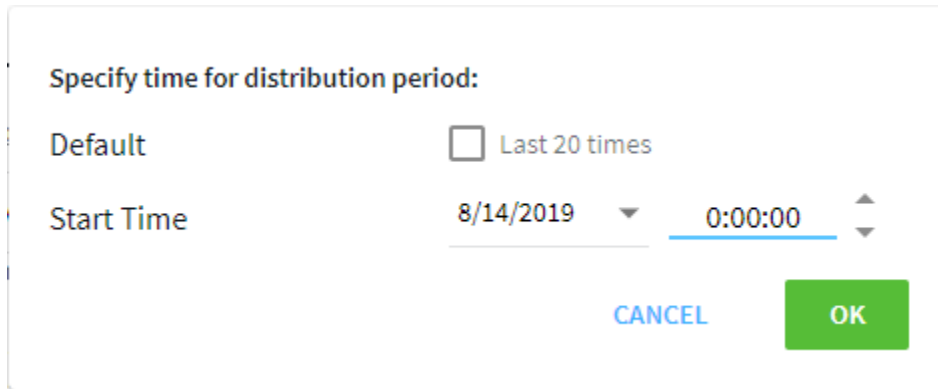 Specify time for distribution period:
Default Last 20 times
Start Time 8/14/2019 0:00:00
CANCEL OK